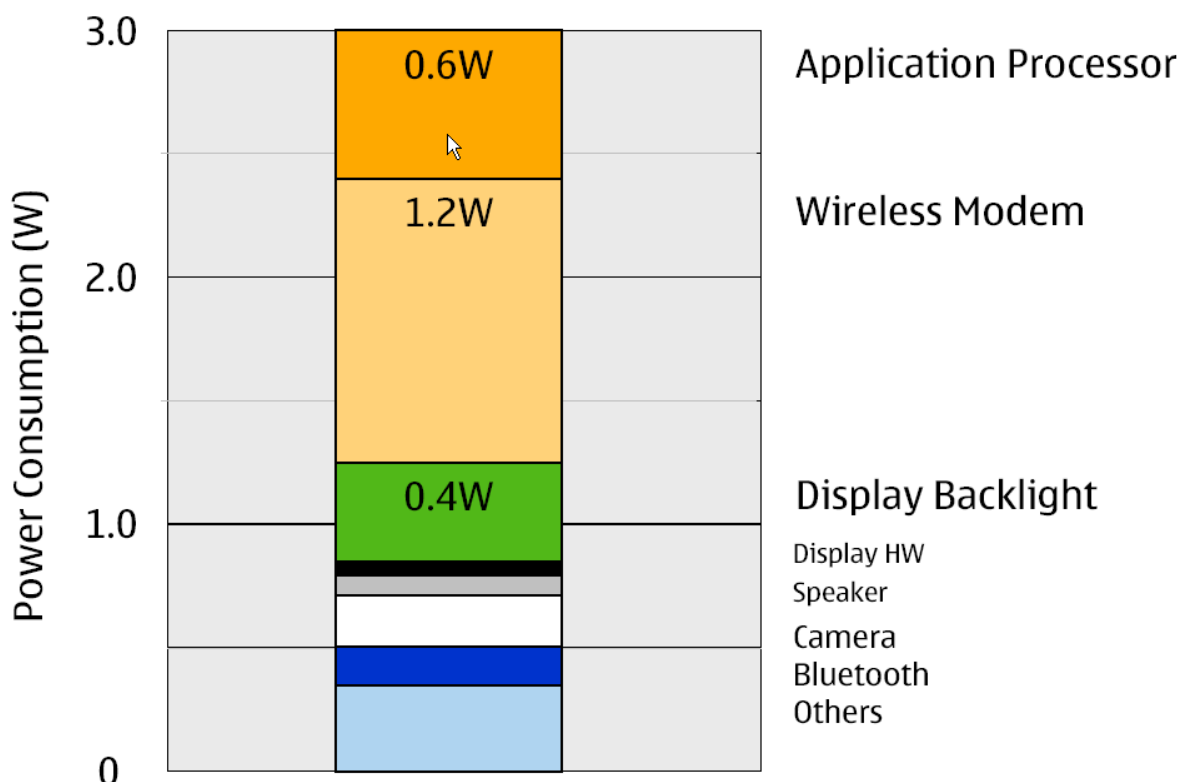 Power Consumption (W)
3.0
2.0
1.0
0
0.6W
1.2W
0.4W
Application Processor
Wireless Modem
Display Backlight
Display HW
Speaker
Camera
Bluetooth
Others